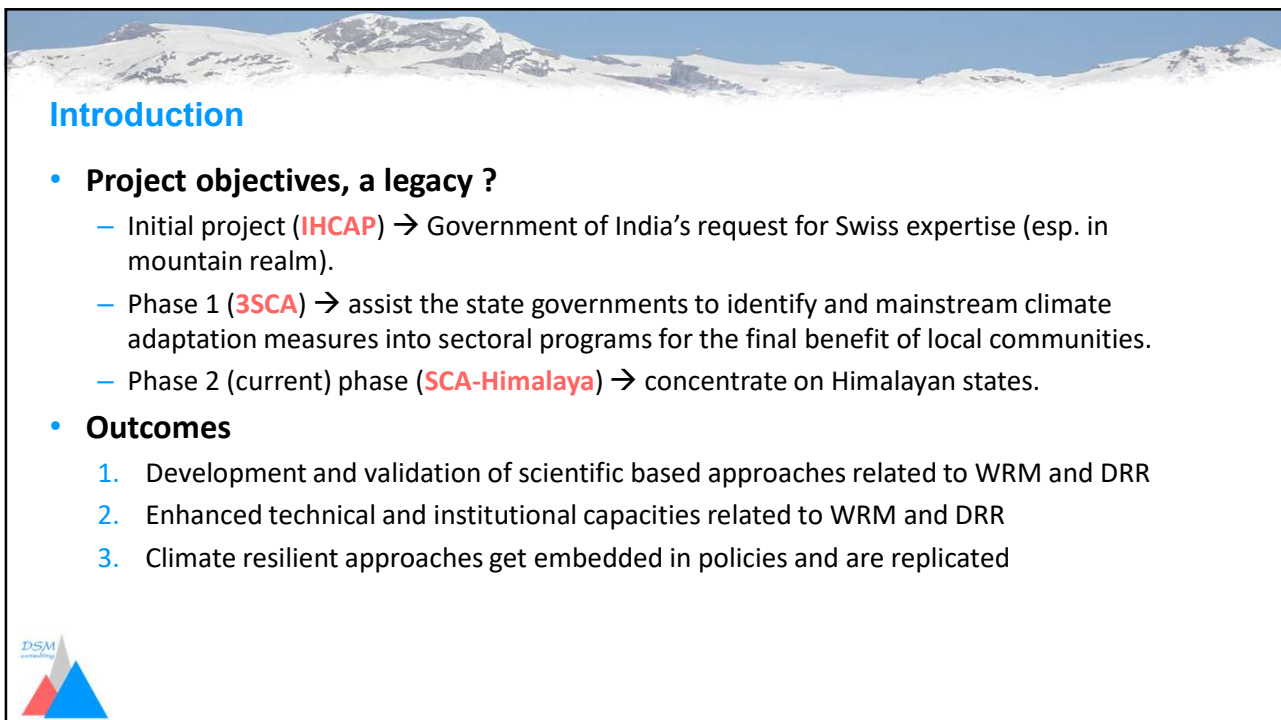 Introduction
• Project objectives, a legacy ?
– Initial project (IHCAP) → Government of India’s request for Swiss expertise (esp. in
mountain realm).
– Phase 1 (3SCA) → assist the state governments to identify and mainstream climate
adaptation measures into sectoral programs for the final benefit of local communities.
– Phase 2 (current) phase (SCA-Himalaya) → concentrate on Himalayan states.
• Outcomes
1. Development and validation of scientific based approaches related to WRM and DRR
2. Enhanced technical and institutional capacities related to WRM and DRR
3. Climate resilient approaches get embedded in policies and are replicated
DSM
consulting